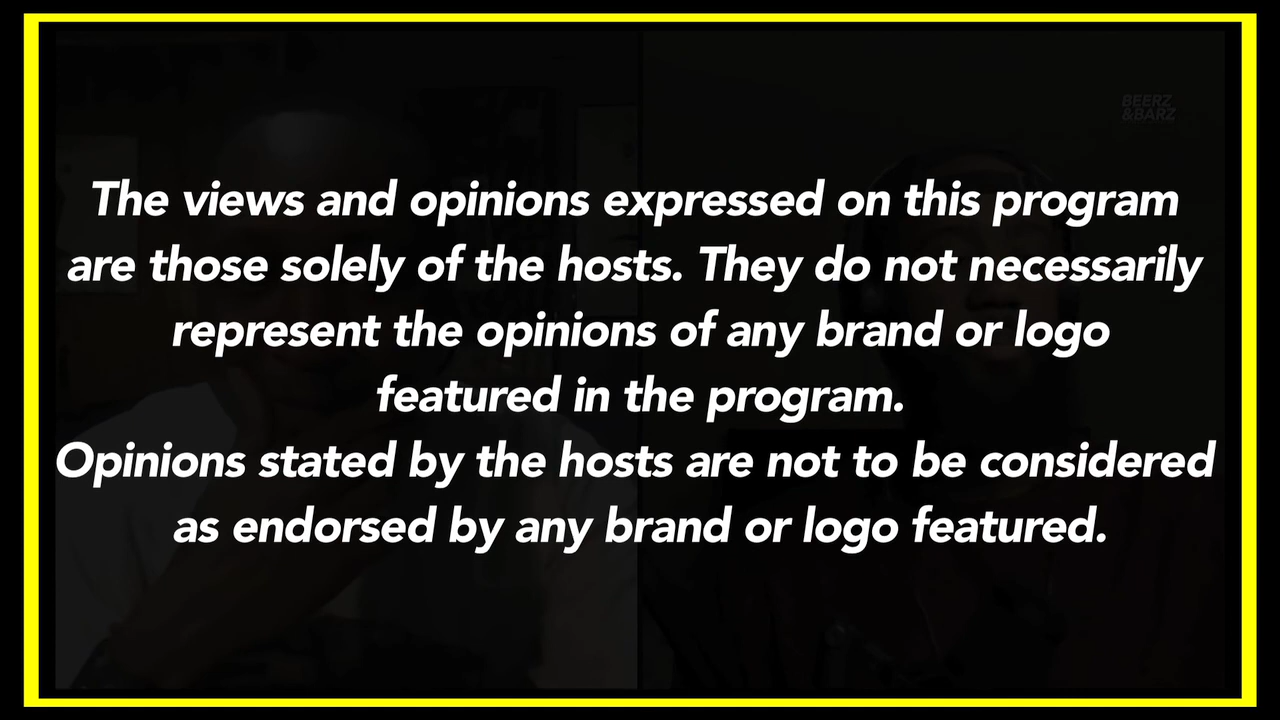 BEERZ
&BARZ
The views and opinions expressed on this program
are those solely of the hosts. They do not necessarily
represent the opinions of any brand or logo
featured in the program.
Opinions stated by the hosts are not to be considered
as endorsed by any brand or logo featured.